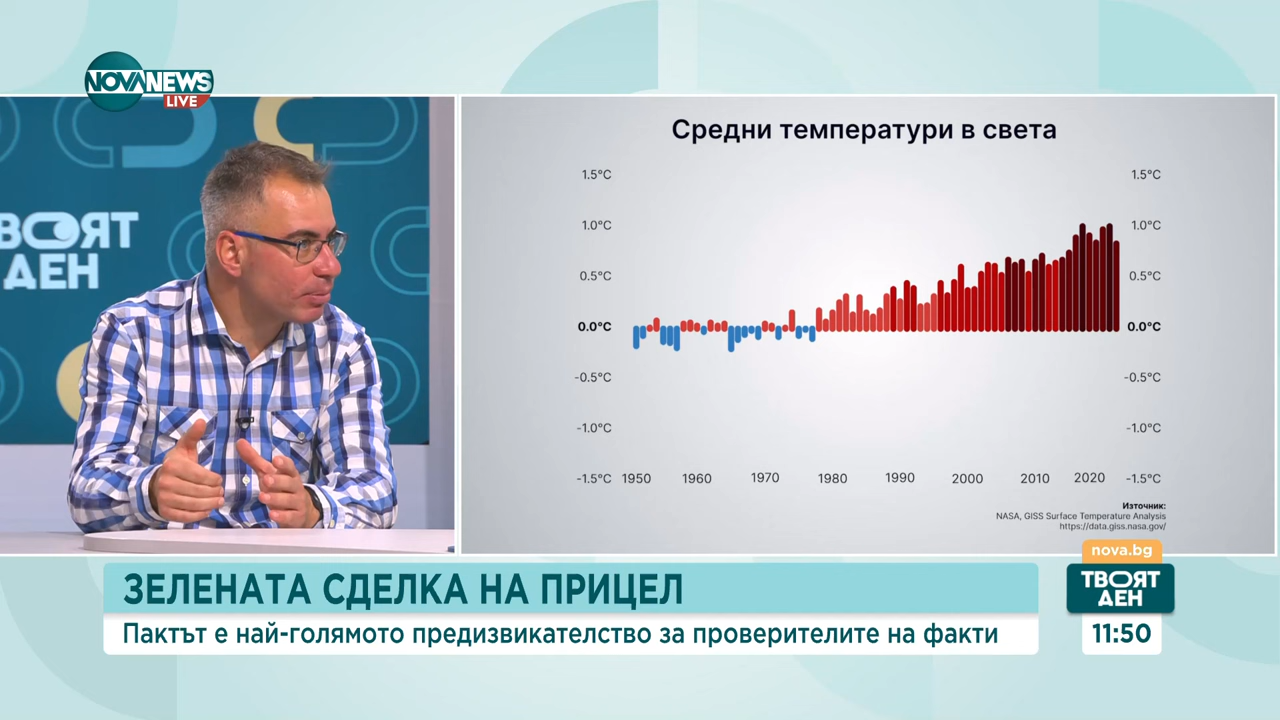 NOVANEWS
LIVE
ТВОЯТ
ДЕН
Средни температури в света
1.5°C 1.5°C
1.0°C 1.0°C
0.5°C 0.5°C
0.0°C 0.0°C
-0.5°C -0.5°C
-1.0°C -1.0°C
-1.5°C 1950 1960 1970 1980 1990 2000 2010 2020 -1.5°C
Източник:
NASA, GISS Surface Temperature Analysis
https://data.giss.nasa.gov/
ЗЕЛЕНАТА СДЕЛКА НА ПРИЦЕЛ
Пактът е най-голямото предизвикателство за проверителите на факти
nova.bg
ТВОЯТ
ДЕН
11:50